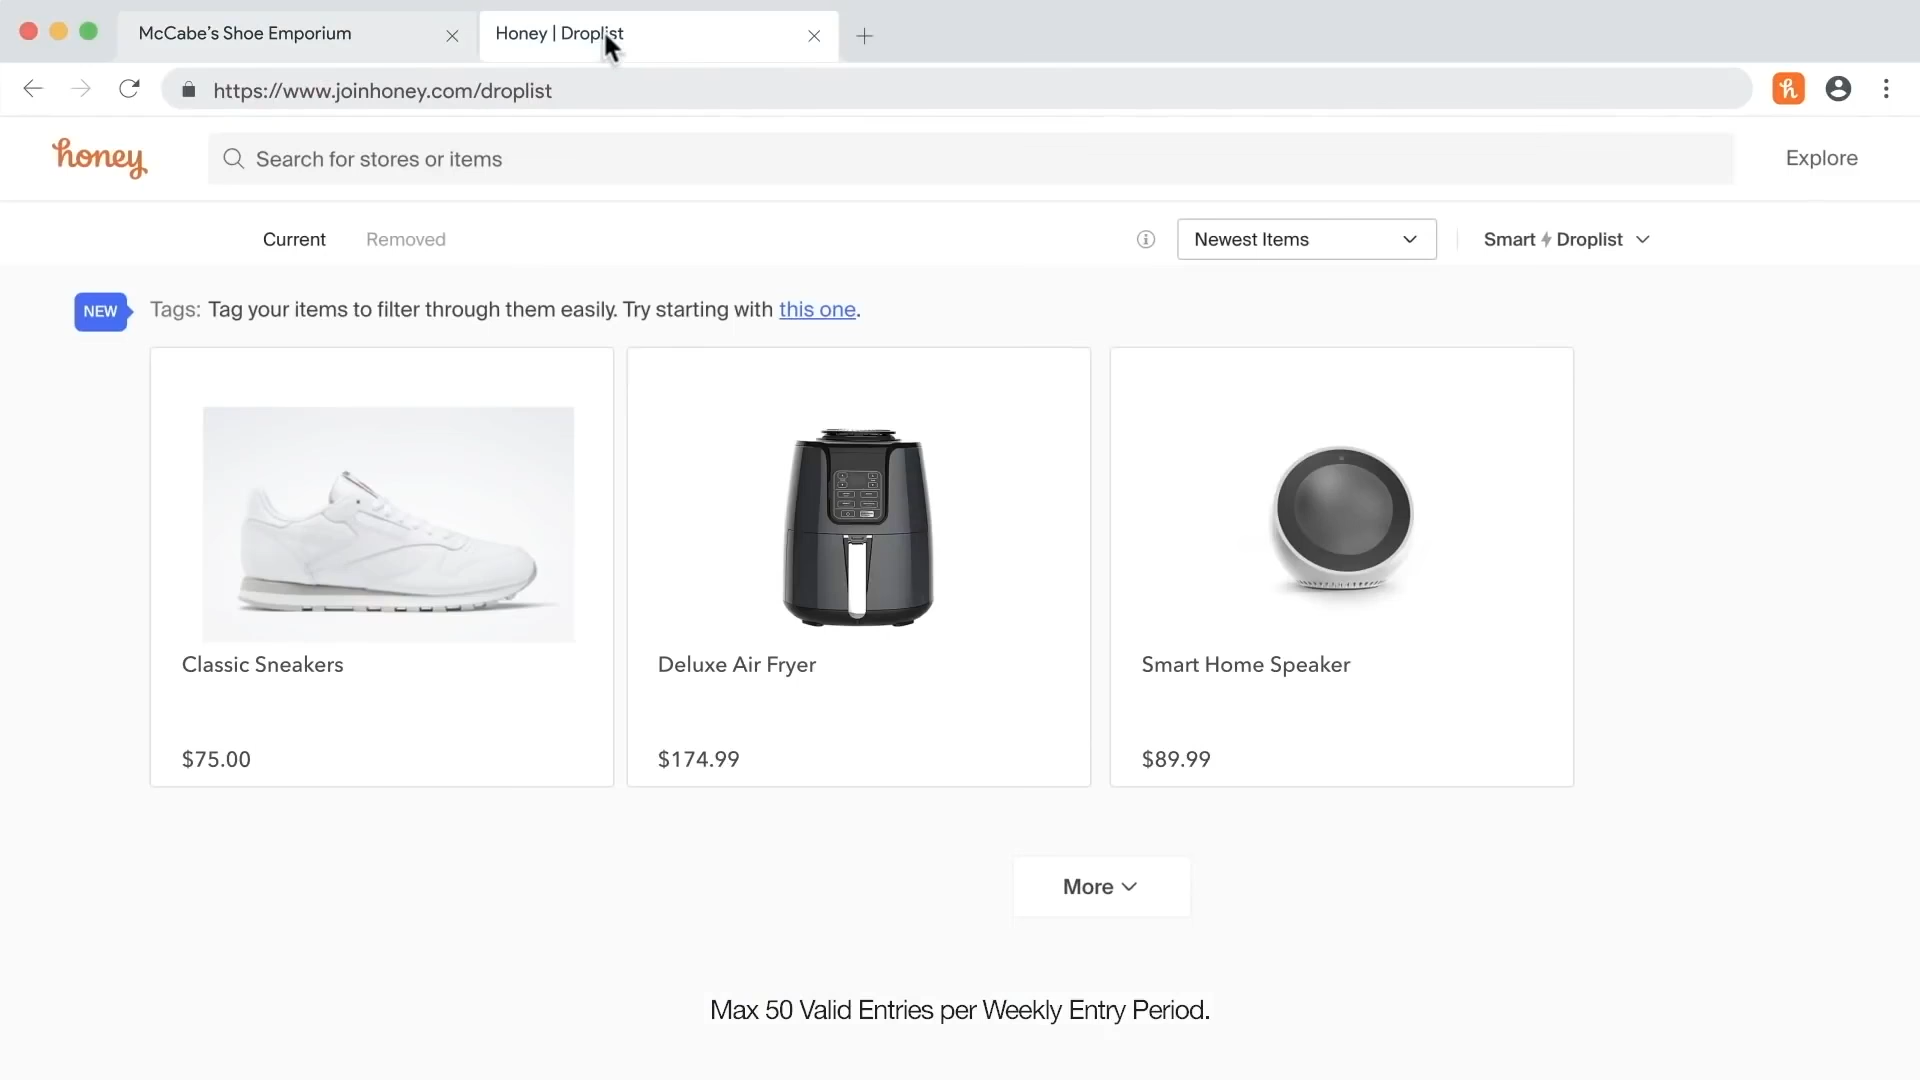 McCabe's Shoe Emporium
Honey | Droplist
https://www.joinhoney.com/droplist
h
honey
Search for stores or items
Explore
Current
Removed
Newest Items
Smart Droplist
NEW
Tags: Tag your items to filter through them easily. Try starting with this one.
Classic Sneakers
$75.00
Deluxe Air Fryer
$174.99
Smart Home Speaker
$89.99
More
Max 50 Valid Entries per Weekly Entry Period.